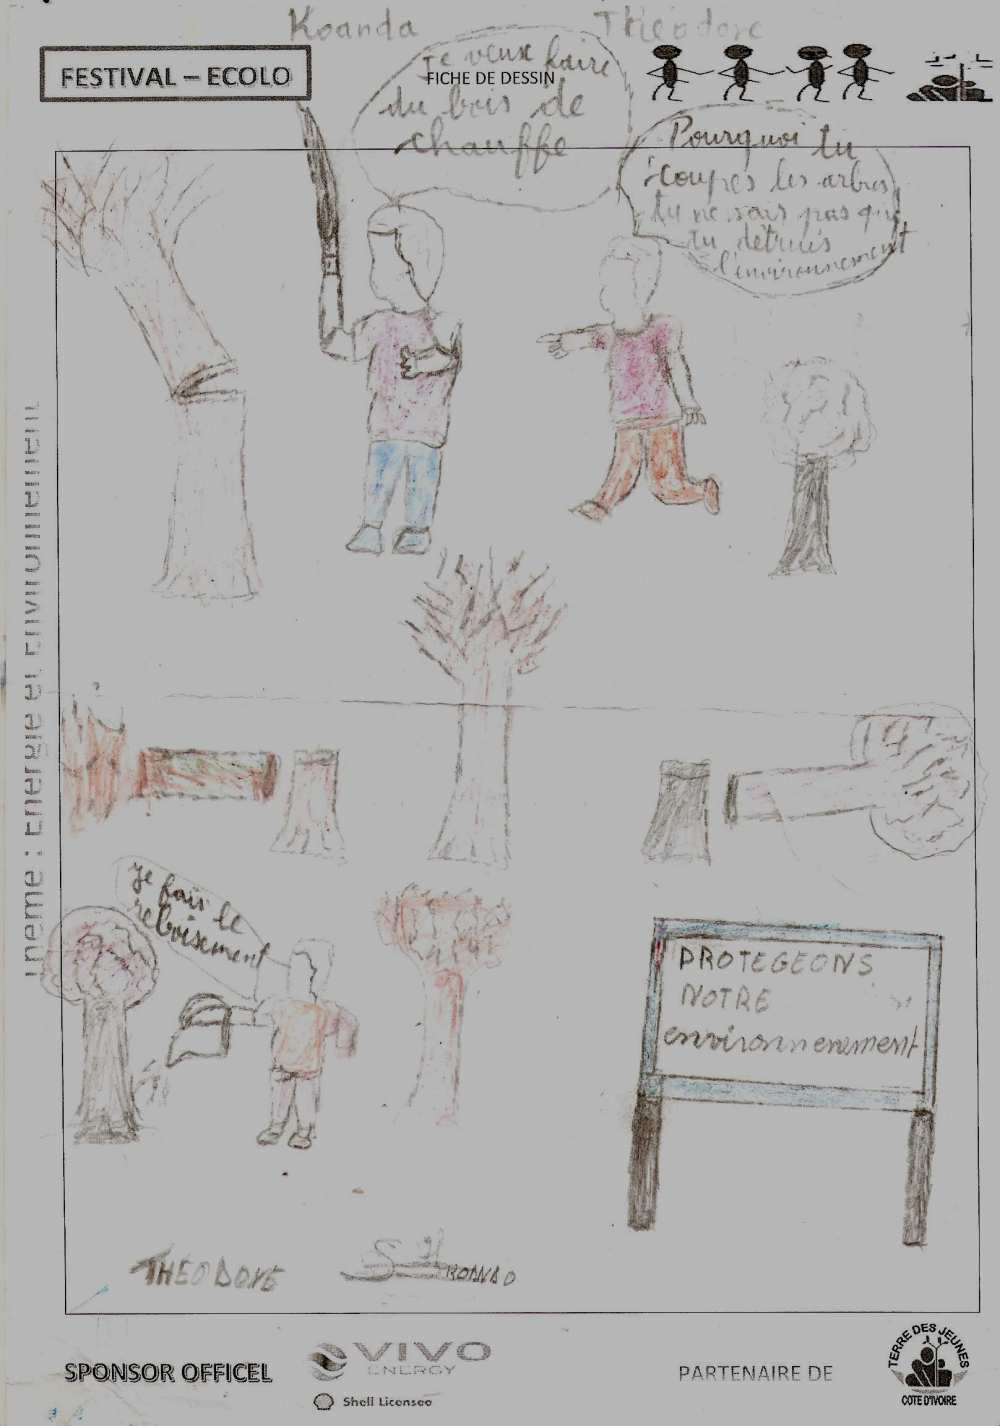 Koanda Théodore
FESTIVAL – ECOLO
FICHE DE DESSIN
je veux faire
du bois de
chauffe
Pourquoi tu
coupes les arbres
tu ne sais pas que
tu détruis
l'environnement
Thème : Energie et Environnement
je fais le
reboisement
PROTEGEONS
NOTRE
environnenement
THEODORE
KOANDA
SPONSOR OFFICEL
VIVO
ENERGY
Shell Licensee
PARTENAIRE DE
TERRE DES JEUNES
COTE D'IVOIRE